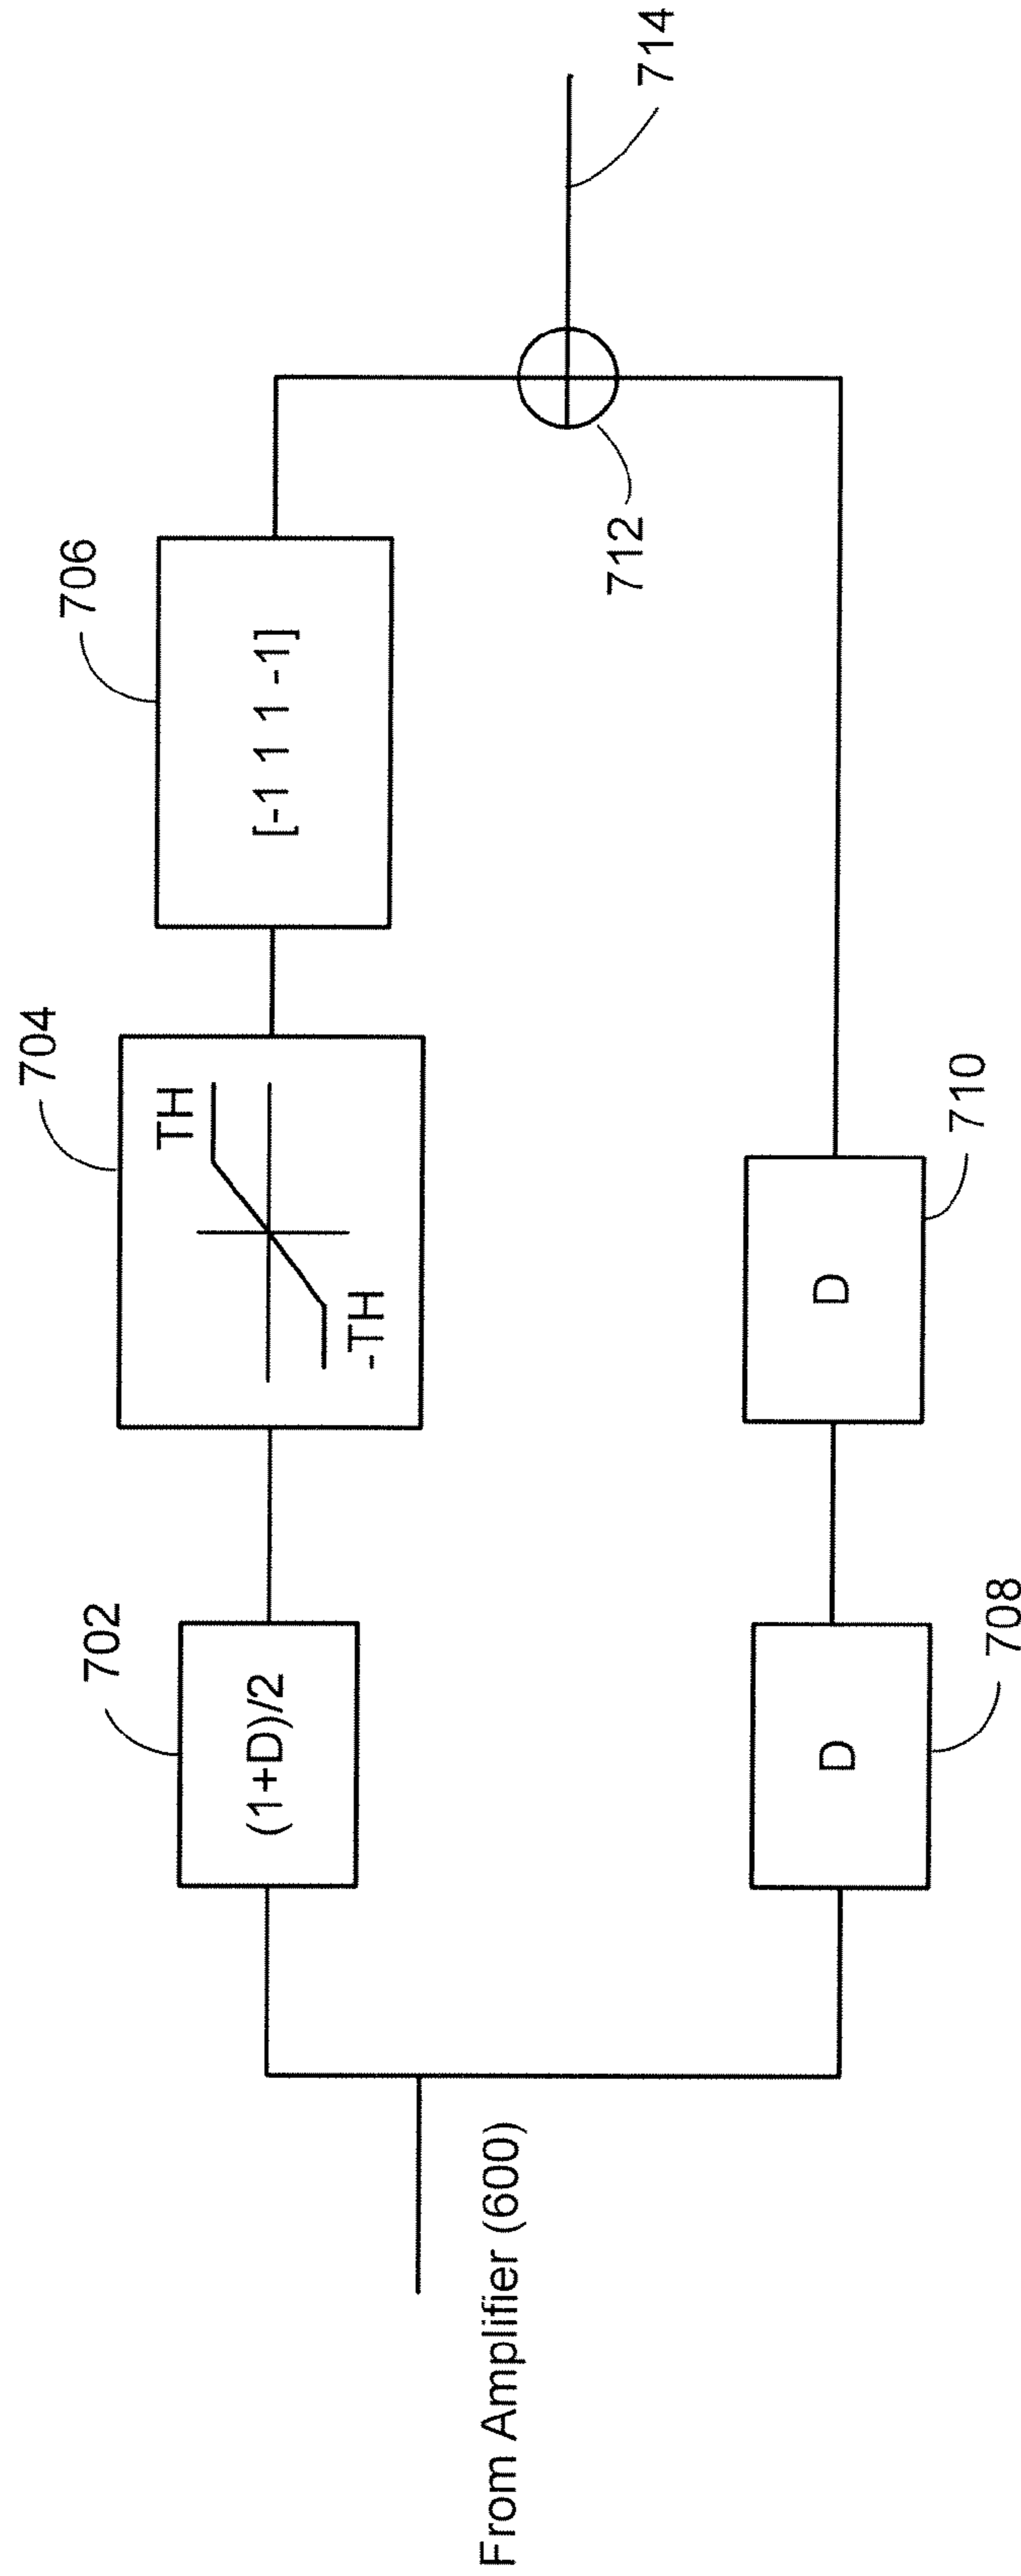 From Amplifier (600)
702
(1+D)/2
704
TH
-TH
706
[-1 1 1 -1]
708
D
710
D
712
714